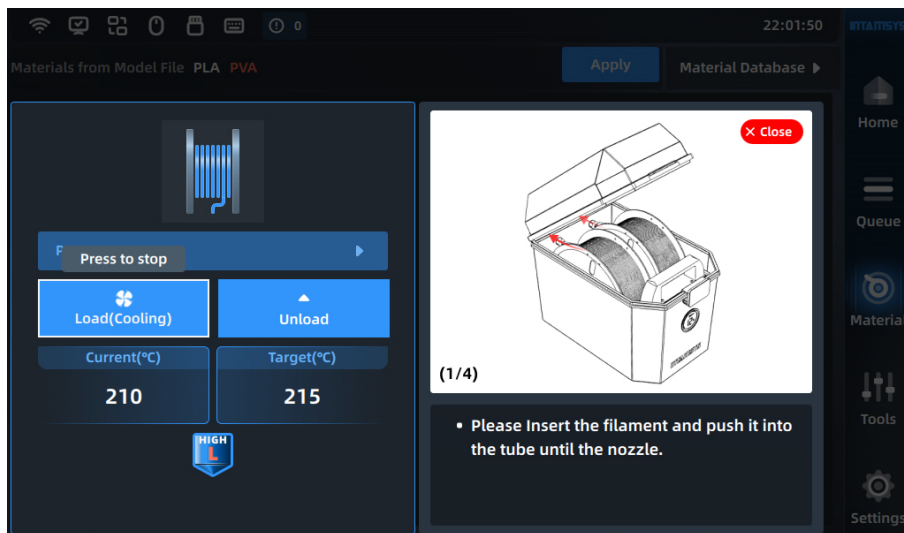 0
22:01:50
INTAMSYS
Materials from Model File PLA PVA
Apply
Material Database
Close
Home
Queue
Press to stop
Load(Cooling)
Unload
Material
Current(℃)
Target(℃)
210
215
(1/4)
HIGH
L
Please Insert the filament and push it into
the tube until the nozzle.
Tools
Settings